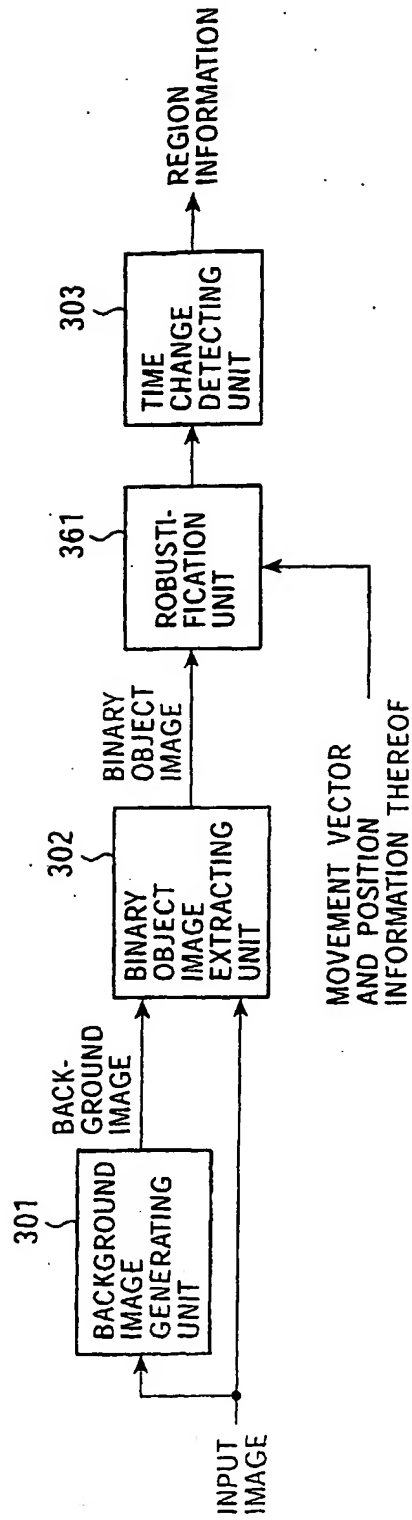 INPUT
IMAGE
301
BACKGROUND
IMAGE
GENERATING
UNIT
BACK-
GROUND
IMAGE
302
BINARY
OBJECT
IMAGE
EXTRACTING
UNIT
BINARY
OBJECT
IMAGE
361
ROBUSTI-
FICATION
UNIT
MOVEMENT VECTOR
AND POSITION
INFORMATION THEREOF
303
TIME
CHANGE
DETECTING
UNIT
REGION
INFORMATION